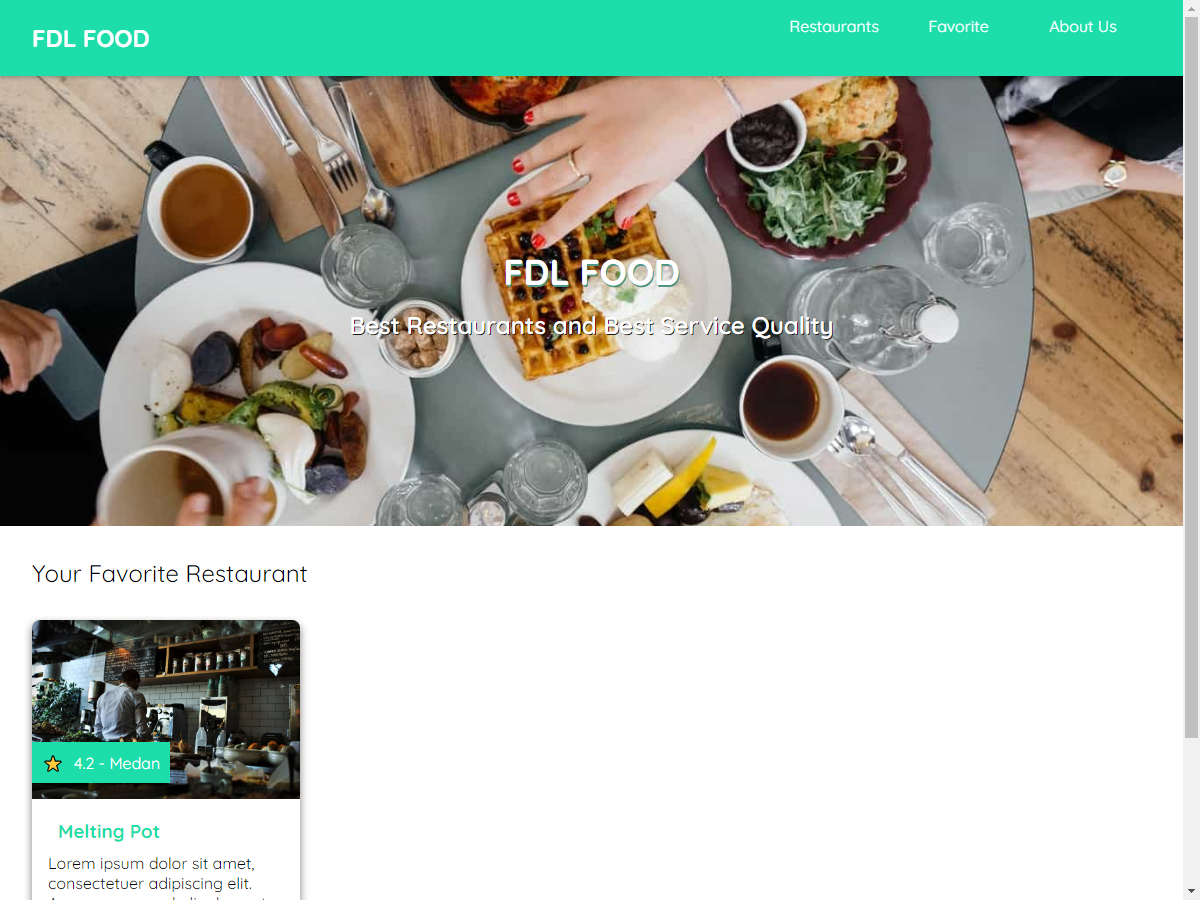 FDL FOOD
Restaurants
Favorite
About Us
FDL FOOD
Best Restaurants and Best Service Quality
Your Favorite Restaurant
4.2 - Medan
Melting Pot
Lorem ipsum dolor sit amet,
consectetuer adipiscing elit.